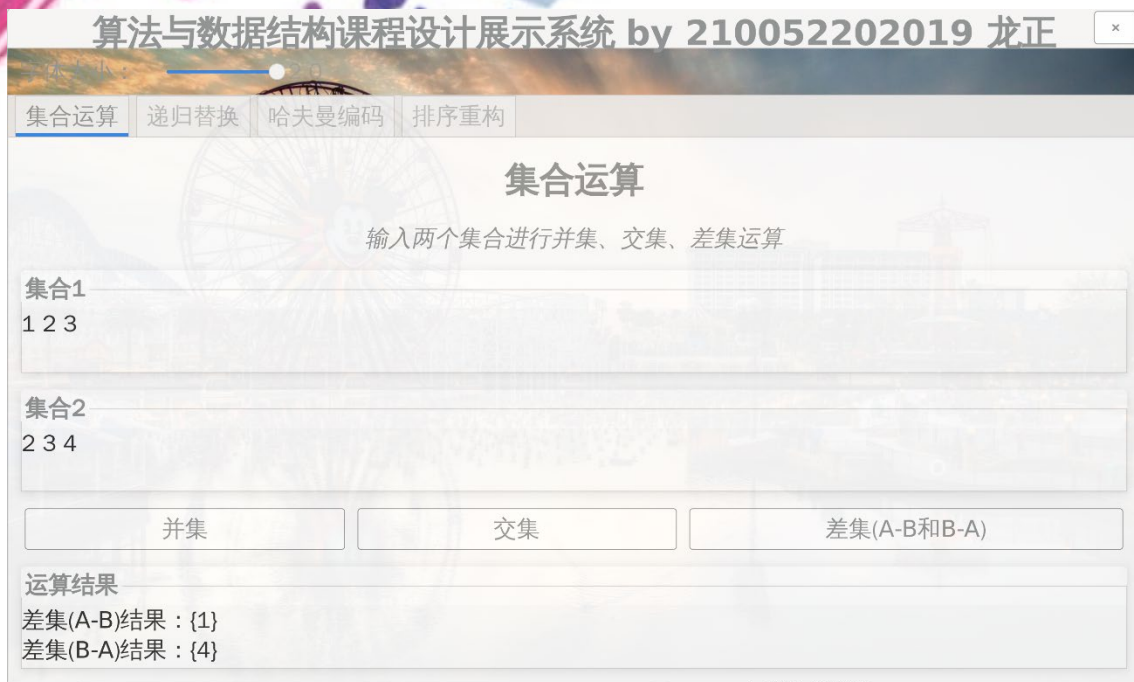 算法与数据结构课程设计展示系统 by 210052202019 龙正
×
集合运算 递归替换 哈夫曼编码 排序重构
集合运算
输入两个集合进行并集、交集、差集运算
集合1
1 2 3
集合2
2 3 4
并集 交集 差集(A-B和B-A)
运算结果
差集(A-B)结果：{1}
差集(B-A)结果：{4}